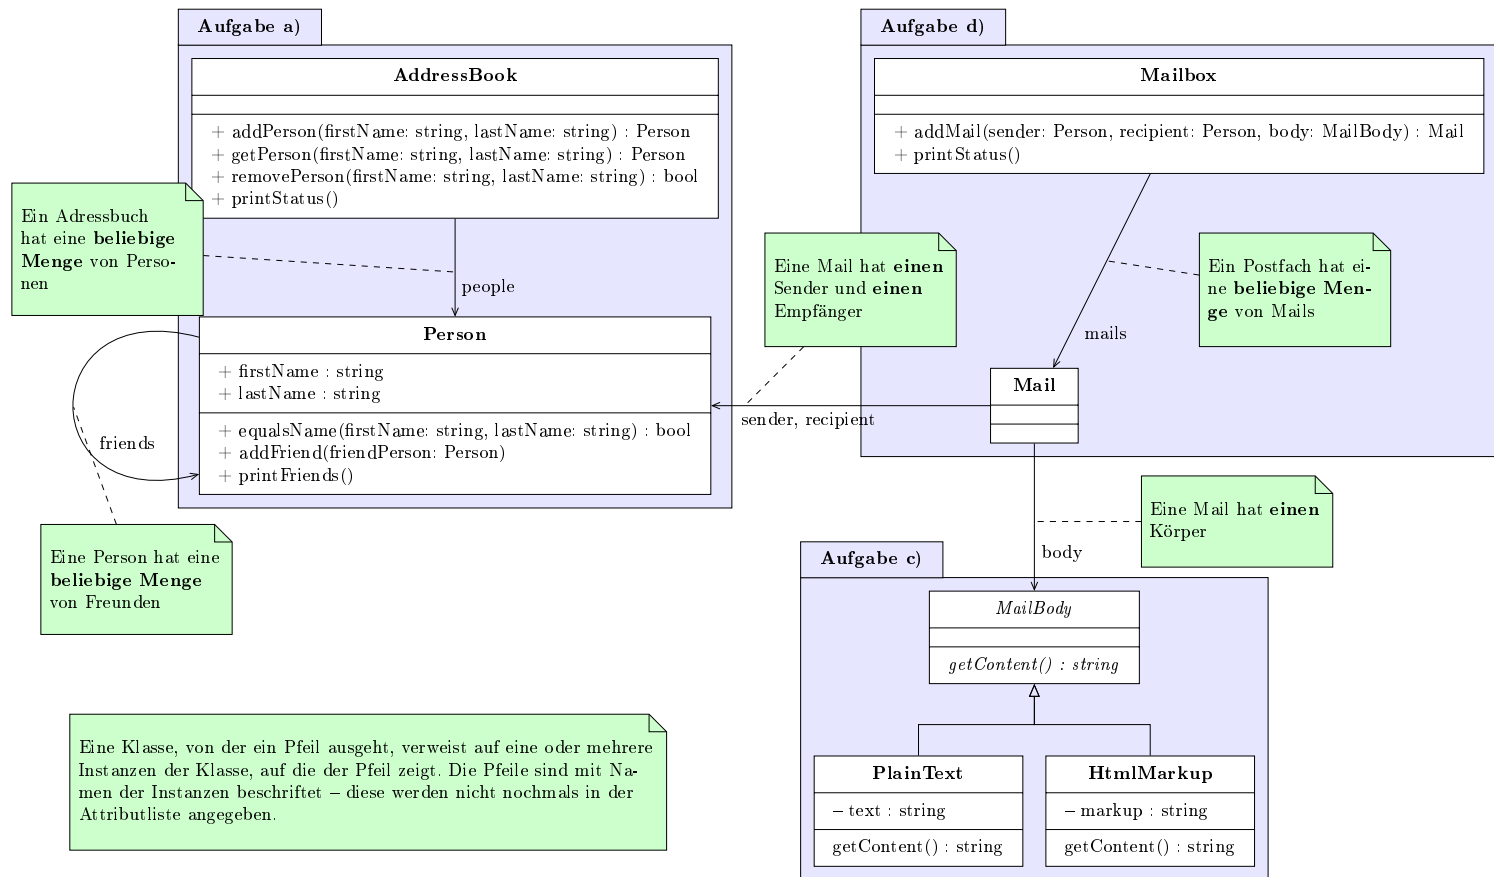 Aufgabe a)
AddressBook
+ addPerson(firstName: string, lastName: string) : Person
+ getPerson(firstName: string, lastName: string) : Person
+ removePerson(firstName: string, lastName: string) : bool
+ printStatus()
Ein Adressbuch
hat eine beliebige
Menge von Perso-
nen
people
Person
+ firstName : string
+ lastName : string
+ equalsName(firstName: string, lastName: string) : bool
+ addFriend(friendPerson: Person)
+ printFriends()
friends
Eine Person hat eine
beliebige Menge
von Freunden
Aufgabe d)
Mailbox
+ addMail(sender: Person, recipient: Person, body: MailBody) : Mail
+ printStatus()
Eine Mail hat einen
Sender und einen
Empfänger
Ein Postfach hat ei-
ne beliebige Men-
ge von Mails
mails
Mail
sender, recipient
Eine Mail hat einen
Körper
body
Aufgabe c)
MailBody
getContent() : string
PlainText
– text : string
getContent() : string
HtmlMarkup
– markup : string
getContent() : string
Eine Klasse, von der ein Pfeil ausgeht, verweist auf eine oder mehrere
Instanzen der Klasse, auf die der Pfeil zeigt. Die Pfeile sind mit Na-
men der Instanzen beschriftet – diese werden nicht nochmals in der
Attributliste angegeben.